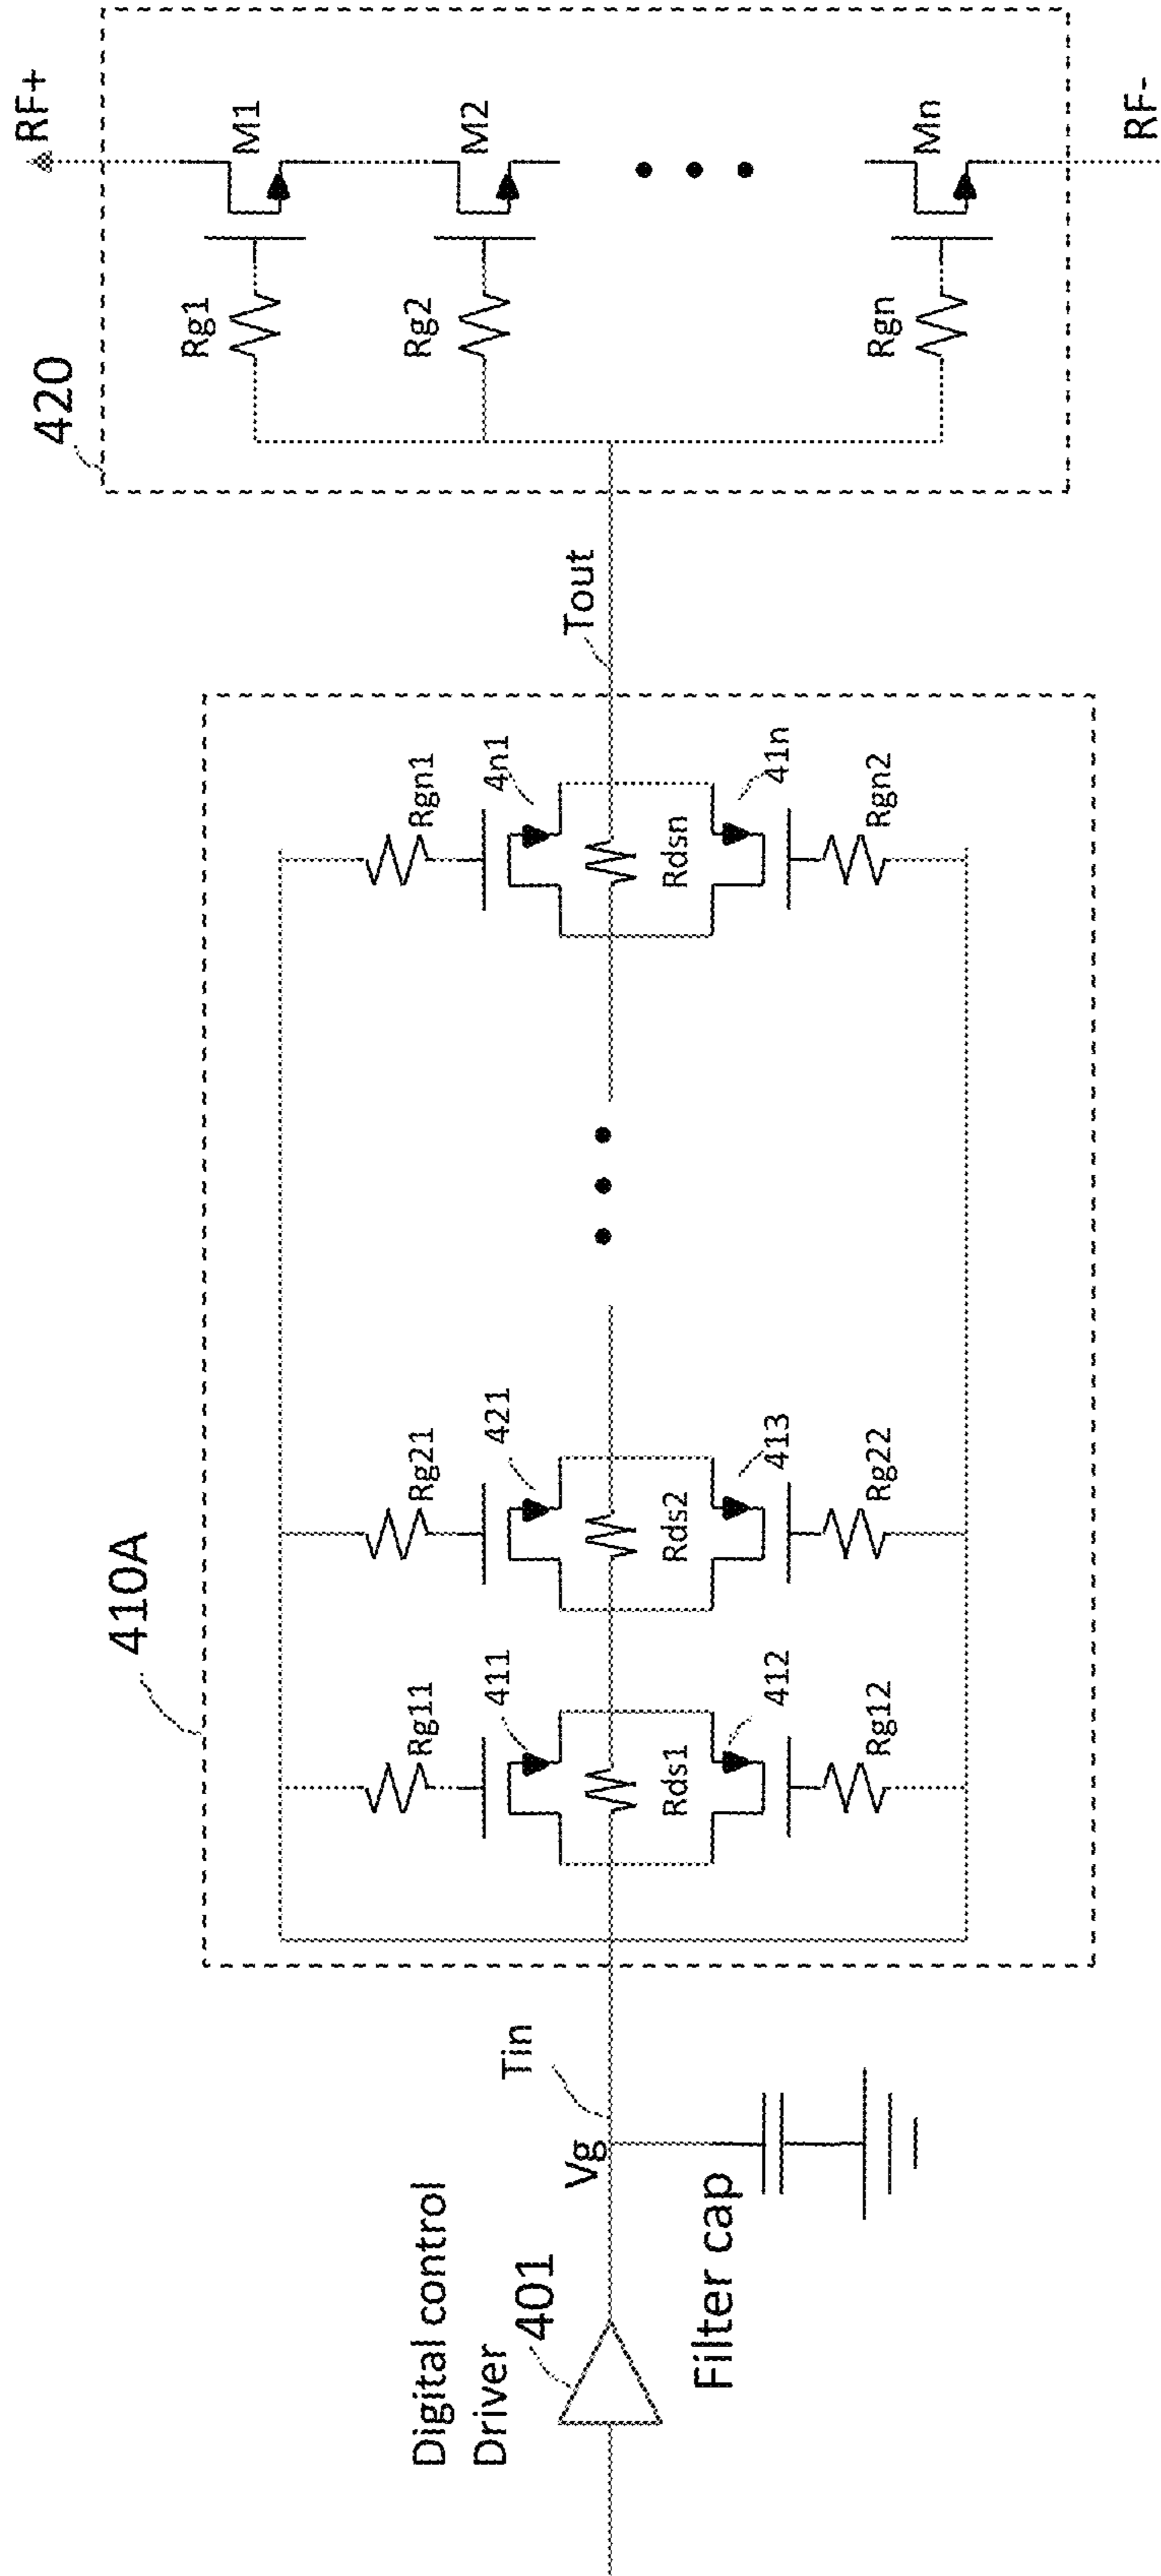 Digital control
Driver
401
Vg
Tin
Filter cap
410A
Rg11
411
Rds1
412
Rg12
Rg21
421
Rds2
413
Rg22
Rgn1
4n1
Rdsn
41n
Rgn2
Tout
420
Rg1
Rg2
Rgn
M1
M2
Mn
RF+
RF-